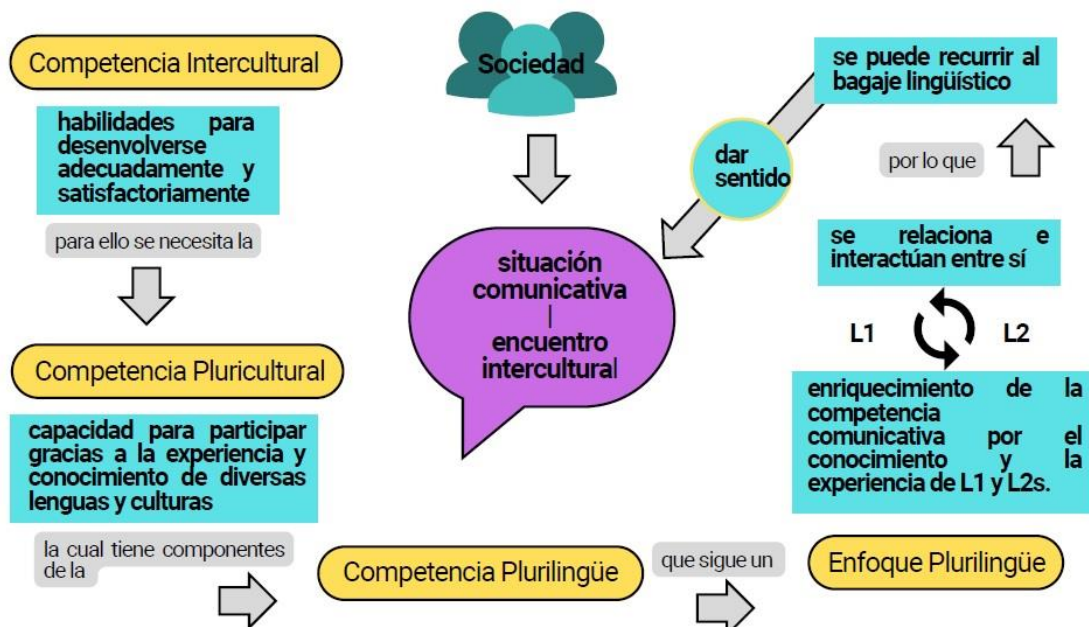 Competencia Intercultural
habilidades para
desenvolverse
adecuadamente y
satisfactoriamente
para ello se necesita la
Competencia Pluricultural
capacidad para participar
gracias a la experiencia y
conocimiento de diversas
lenguas y culturas
la cual tiene componentes
de la
Competencia Plurilingüe
que sigue un
Enfoque Plurilingüe
enriquecimiento de la
competencia
comunicativa por el
conocimiento y la
experiencia de L1 y L2s.
L1
L2
se relaciona e
interactúan entre sí
por lo que
se puede recurrir al
bagaje lingüístico
dar
sentido
Sociedad
situación
comunicativa
|
encuentro
intercultural